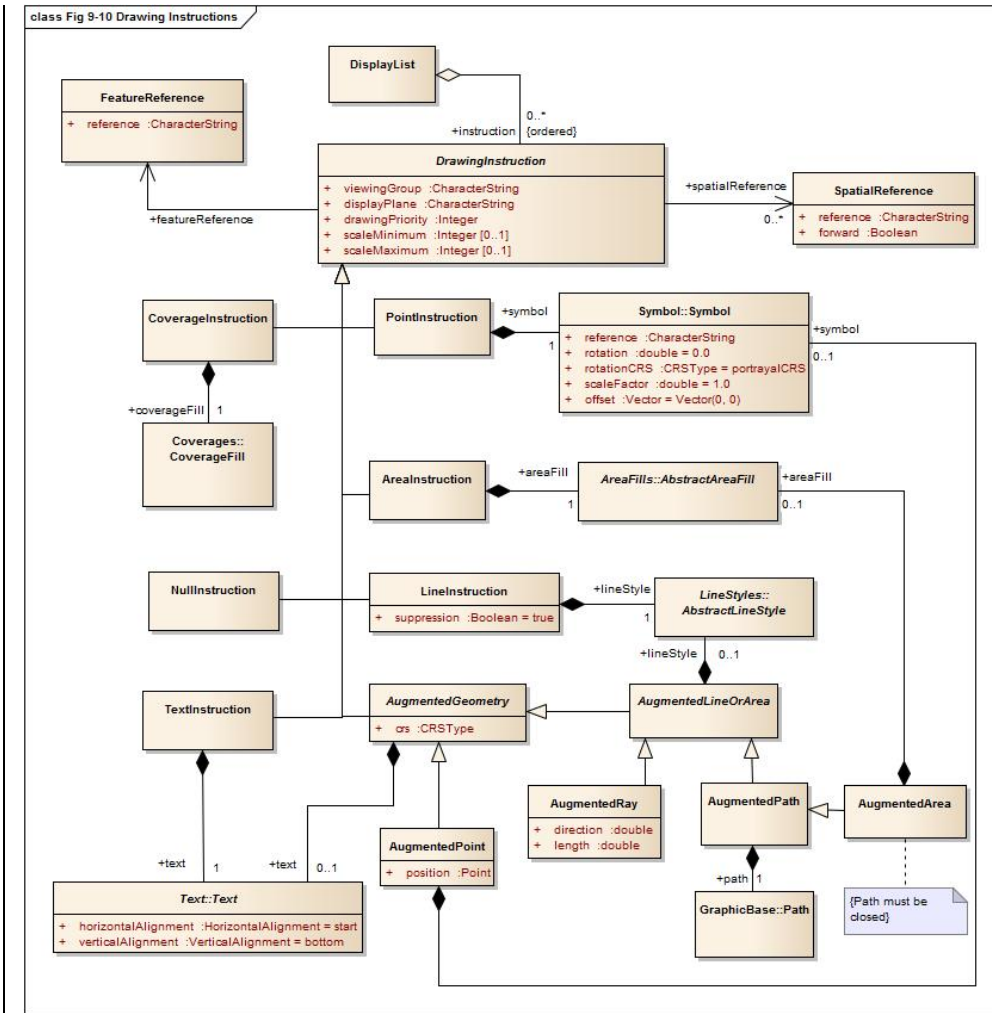 class Fig 9-10 Drawing Instructions
DisplayList
FeatureReference
+ reference :CharacterString
0..*
+instruction {ordered}
DrawingInstruction
+ viewingGroup :CharacterString
+ displayPlane :CharacterString
+ drawingPriority :Integer
+ scaleMinimum :Integer [0..1]
+ scaleMaximum :Integer [0..1]
+featureReference
+spatialReference
0..*
SpatialReference
+ reference :CharacterString
+ forward :Boolean
CoverageInstruction
PointInstruction
+symbol
1
Symbol::Symbol
+ reference :CharacterString
+ rotation :double = 0.0
+ rotationCRS :CRSType = portrayalCRS
+ scaleFactor :double = 1.0
+ offset :Vector = Vector(0, 0)
+symbol
0..1
+coverageFill 1
Coverages::
CoverageFill
AreaInstruction
+areaFill
1
AreaFills::AbstractAreaFill
+areaFill
0..1
NullInstruction
LineInstruction
+ suppression :Boolean = true
+lineStyle
1
LineStyles::
AbstractLineStyle
+lineStyle 0..1
TextInstruction
AugmentedGeometry
+ crs :CRSType
AugmentedLineOrArea
AugmentedRay
+ direction :double
+ length :double
AugmentedPath
AugmentedArea
AugmentedPoint
+ position :Point
+text 1
+text 0..1
+path 1
Text::Text
+ horizontalAlignment :HorizontalAlignment = start
+ verticalAlignment :VerticalAlignment = bottom
GraphicBase::Path
{Path must be
closed}